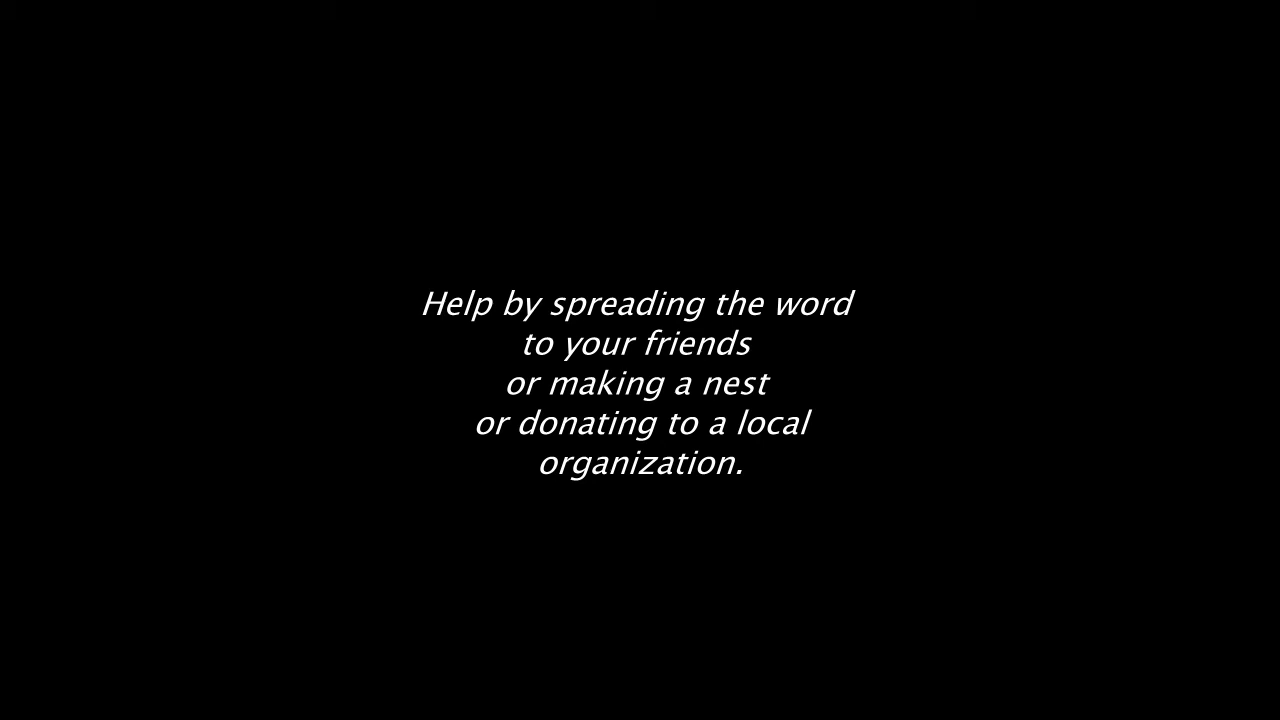 Help by spreading the word
to your friends
or making a nest
or donating to a local
organization.